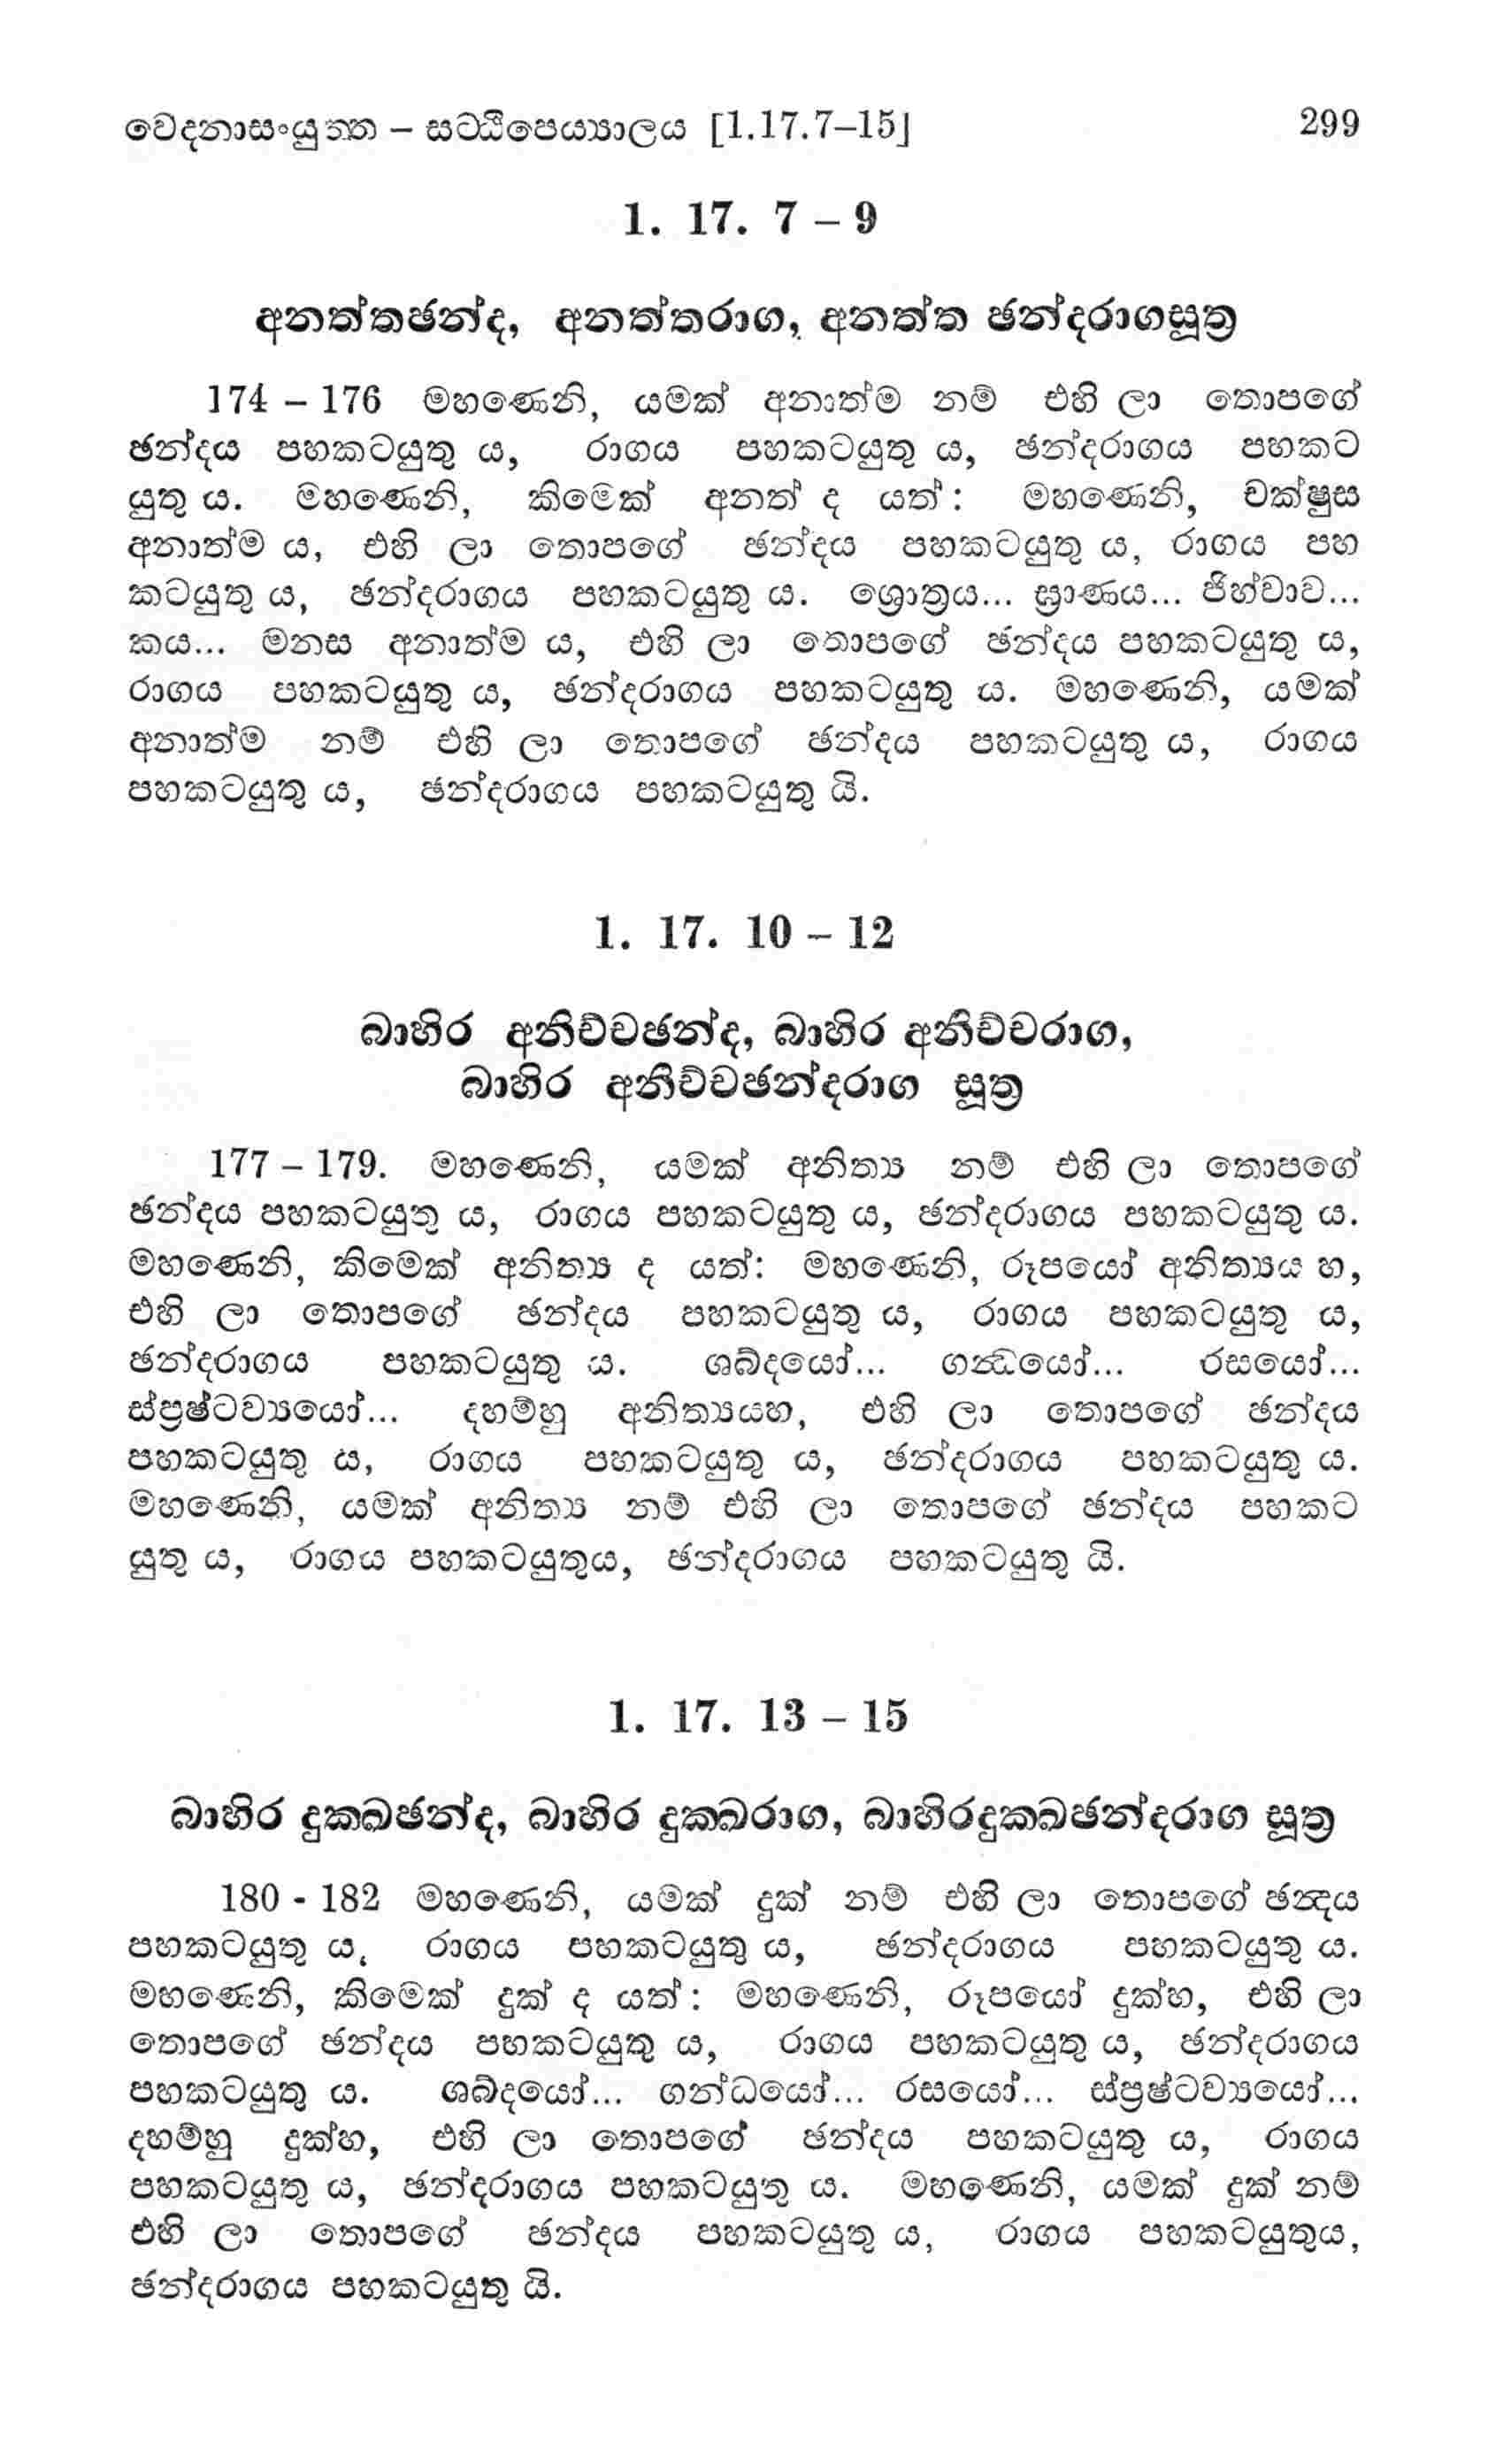 වෙදනාසංයුත්ත – සට්ඨිපෙය්‍යාලය [1.17.7–15] 299
1. 17. 7 – 9
අනත්තඡන්ද, අනත්තරාග, අනත්ත ඡන්දරාගසූත්‍ර
174 – 176 මහණෙනි, යමක් අනාත්ම නම් එහි ලා තොපගේ
ඡන්දය පහකටයුතු ය, රාගය පහකටයුතු ය, ඡන්දරාගය පහකට
යුතු ය. මහණෙනි, කිමෙක් අනත් ද යත්: මහණෙනි, චක්ෂුස
අනාත්ම ය, එහි ලා තොපගේ ඡන්දය පහකටයුතු ය, රාගය පහ
කටයුතු ය, ඡන්දරාගය පහකටයුතු ය. ශ්‍රොත්‍රය... ඝ්‍රාණය... ජිහ්වාව...
කය... මනස අනාත්ම ය, එහි ලා තොපගේ ඡන්දය පහකටයුතු ය,
රාගය පහකටයුතු ය, ඡන්දරාගය පහකටයුතු ය. මහණෙනි, යමක්
අනාත්ම නම් එහි ලා තොපගේ ඡන්දය පහකටයුතු ය, රාගය
පහකටයුතු ය, ඡන්දරාගය පහකටයුතු යි.
1. 17. 10 – 12
බාහිර අනිච්චඡන්ද, බාහිර අනිච්චරාග,
බාහිර අනිච්චඡන්දරාග සූත්‍ර
177 – 179. මහණෙනි, යමක් අනිත්‍ය නම් එහි ලා තොපගේ
ඡන්දය පහකටයුතු ය, රාගය පහකටයුතු ය, ඡන්දරාගය පහකටයුතු ය.
මහණෙනි, කිමෙක් අනිත්‍ය ද යත්: මහණෙනි, රූපයෝ අනිත්‍යය හ,
එහි ලා තොපගේ ඡන්දය පහකටයුතු ය, රාගය පහකටයුතු ය,
ඡන්දරාගය පහකටයුතු ය. ශබ්දයෝ... ගන්‍ධයෝ... රසයෝ...
ස්ප්‍රෂ්ටව්‍යයෝ... දහම්හු අනිත්‍යයහ, එහි ලා තොපගේ ඡන්දය
පහකටයුතු ය, රාගය පහකටයුතු ය, ඡන්දරාගය පහකටයුතු ය.
මහණෙනි, යමක් අනිත්‍ය නම් එහි ලා තොපගේ ඡන්දය පහකට
යුතු ය, රාගය පහකටයුතුය, ඡන්දරාගය පහකටයුතු යි.
1. 17. 13 – 15
බාහිර දුක්‍ඛඡන්ද, බාහිර දුක්‍ඛරාග, බාහිරදුක්‍ඛඡන්දරාග සූත්‍ර
180 - 182 මහණෙනි, යමක් දුක් නම් එහි ලා තොපගේ ඡන්‍දය
පහකටයුතු ය, රාගය පහකටයුතු ය, ඡන්දරාගය පහකටයුතු ය.
මහණෙනි, කිමෙක් දුක් ද යත්: මහණෙනි, රූපයෝ දුක්හ, එහි ලා
තොපගේ ඡන්දය පහකටයුතු ය, රාගය පහකටයුතු ය, ඡන්දරාගය
පහකටයුතු ය. ශබ්දයෝ... ගන්ධයෝ... රසයෝ... ස්ප්‍රෂ්ටව්‍යයෝ...
දහම්හු දුක්හ, එහි ලා තොපගේ ඡන්දය පහකටයුතු ය, රාගය
පහකටයුතු ය, ඡන්දරාගය පහකටයුතු ය. මහණෙනි, යමක් දුක් නම්
එහි ලා තොපගේ ඡන්දය පහකටයුතු ය, රාගය පහකටයුතුය,
ඡන්දරාගය පහකටයුතු යි.